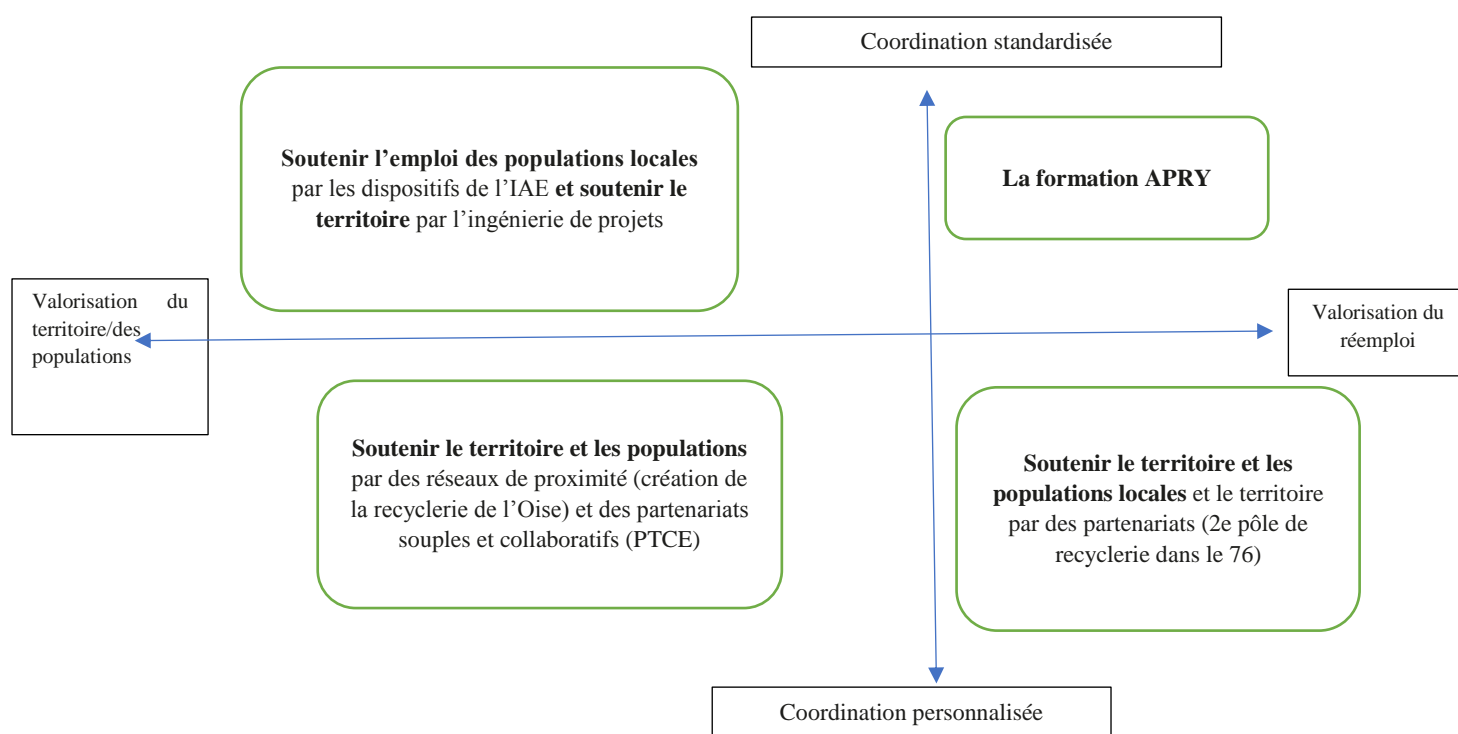 Coordination standardisée
Soutenir l’emploi des populations locales
par les dispositifs de l’IAE et soutenir le
territoire par l’ingénierie de projets
La formation APRY
Valorisation du
territoire/des
populations
Valorisation du
réemploi
Soutenir le territoire et les populations
par des réseaux de proximité (création de
la recyclerie de l’Oise) et des partenariats
souples et collaboratifs (PTCE)
Soutenir le territoire et les
populations locales et le territoire
par des partenariats (2e pôle de
recyclerie dans le 76)
Coordination personnalisée